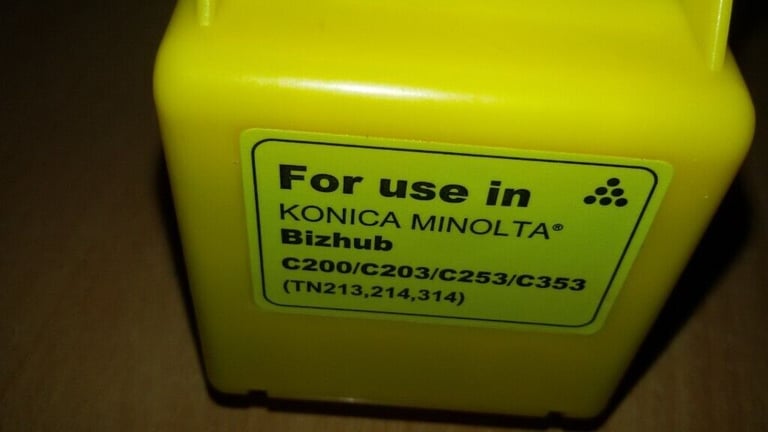 For use in
KONICA MINOLTA®
Bizhub
C200/C203/C253/C353
(TN213,214,314)